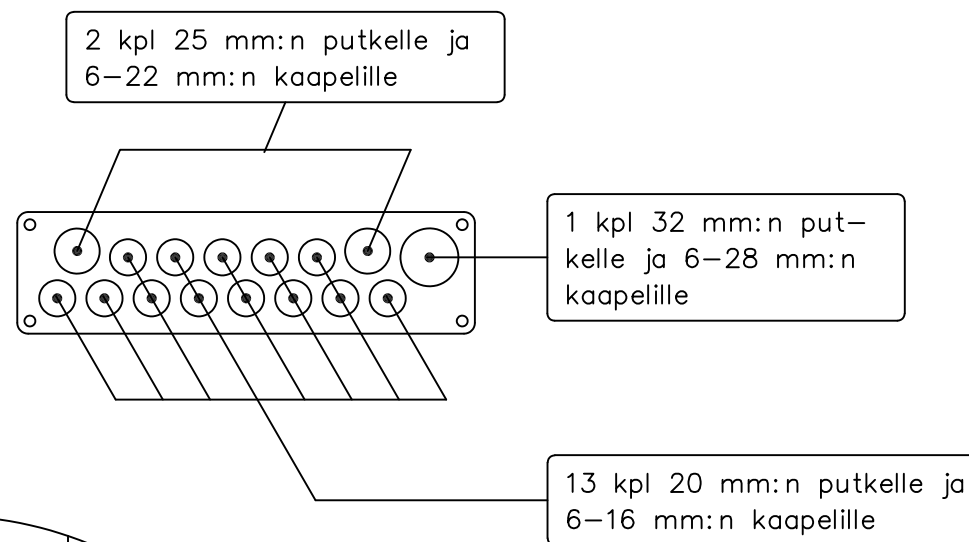 2 kpl 25 mm:n putkelle ja
6-22 mm:n kaapelille
1 kpl 32 mm:n put-
kelle ja 6-28 mm:n
kaapelille
13 kpl 20 mm:n putkelle ja
6-16 mm:n kaapelille